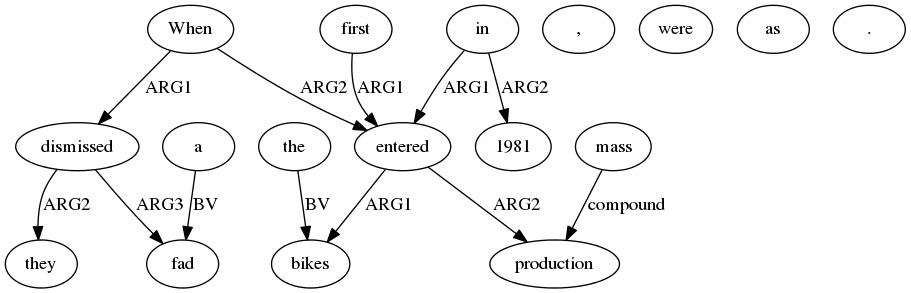 When first in , were as .
ARG1 ARG2 ARG1 ARG1 ARG2
dismissed a the entered 1981 mass
ARG2 ARG3 BV BV ARG1 ARG2 compound
they fad bikes production